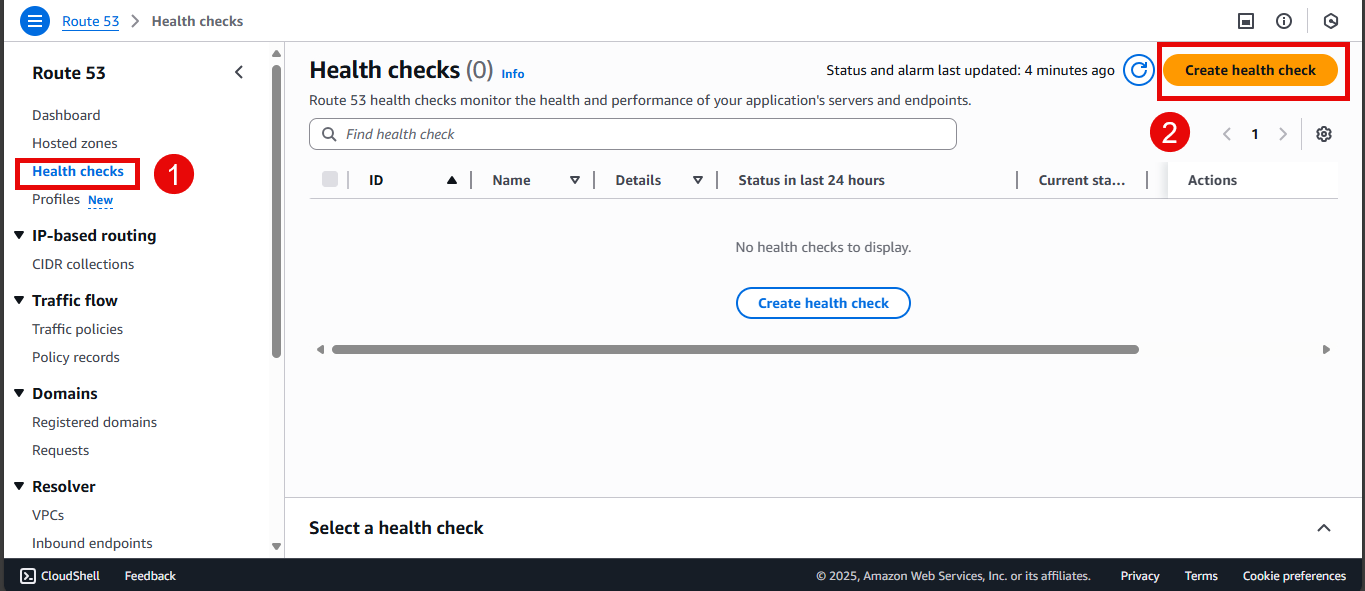 Route 53 > Health checks
Route 53
Dashboard
Hosted zones
Health checks
1
Profiles New
IP-based routing
CIDR collections
Traffic flow
Traffic policies
Policy records
Domains
Registered domains
Requests
Resolver
VPCs
Inbound endpoints
Health checks (0) Info
Status and alarm last updated: 4 minutes ago
Create health check
Route 53 health checks monitor the health and performance of your application's servers and endpoints.
Find health check
2
1
ID Name Details Status in last 24 hours Current sta... Actions
No health checks to display.
Create health check
Select a health check
CloudShell Feedback © 2025, Amazon Web Services, Inc. or its affiliates. Privacy Terms Cookie preferences